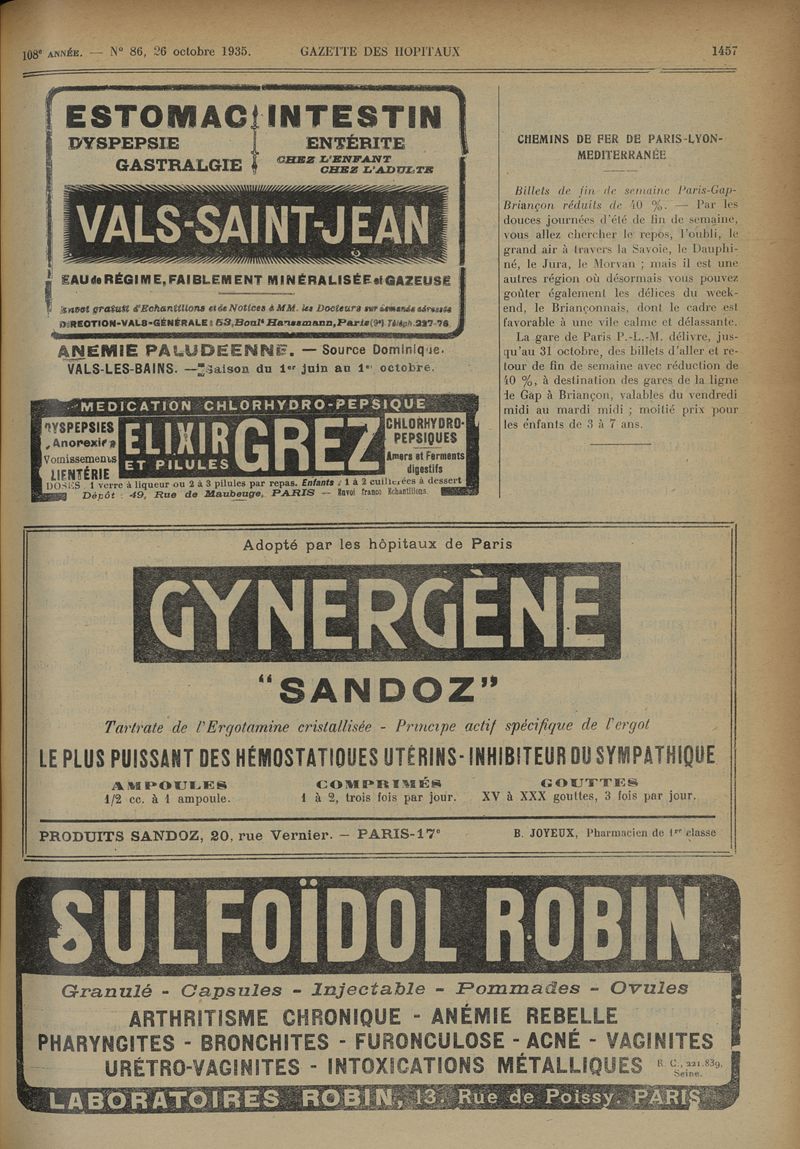 108e ANNÉE. — No 86, 26 octobre 1935.
GAZETTE DES HOPITAUX
1457
ESTOMAC INTESTIN
DYSPEPSIE
GASTRALGIE
ENTÉRITE
CHEZ L'ENFANT
CHEZ L'ADULTE
VALS-SAINT-JEAN
EAU de RÉGIME, FAIBLEMENT MINÉRALISÉE et GAZEUSE
Envoi gratuit d'Echantillons et de Notices à MM. les Docteurs sur demande adressée
DIRECTION-VALS-GÉNÉRALE: 53, Boult Haussmann, Paris (9e) Téléph. 227-76.
ANEMIE PALUDEENNE. — Source Dominique.
VALS-LES-BAINS. — Saison du 1er juin au 1er octobre.
MEDICATION CHLORHYDRO-PEPSIQUE
DYSPEPSIES
Anorexie
Vomissements
LIENTÉRIE
ELIXIR
ET PILULES
GREZ
CHLORHYDRO-
PEPSIQUES
Amers et Ferments
digestifs
DOSES. 1 verre à liqueur ou 2 à 3 pilules par repas. Enfants : 1 à 2 cuillerées à dessert
Dépôt : 49, Rue de Maubeuge, PARIS — Envoi franco Echantillons.
CHEMINS DE FER DE PARIS-LYON-
MEDITERRANÉE
Billets de fin de semaine Paris-Gap-
Briançon réduits de 40 %. — Par les
douces journées d'été de fin de semaine,
vous allez chercher le repos, l'oubli, le
grand air à travers la Savoie, le Dauphi-
né, le Jura, le Morvan ; mais il est une
autres région où désormais vous pouvez
goûter également les délices du week-
end, le Briançonnais, dont le cadre est
favorable à une vile calme et délassante.
La gare de Paris P.-L.-M. délivre, jus-
qu'au 31 octobre, des billets d'aller et re-
tour de fin de semaine avec réduction de
40 %, à destination des gares de la ligne
de Gap à Briançon, valables du vendredi
midi au mardi midi ; moitié prix pour
les énfants de 3 à 7 ans.
Adopté par les hôpitaux de Paris
GYNERGÈNE
"SANDOZ"
Tartrate de l'Ergotamine cristallisée - Principe actif spécifique de l'ergot
LE PLUS PUISSANT DES HÉMOSTATIQUES UTÉRINS - INHIBITEUR DU SYMPATHIQUE
AMPOULES
1/2 cc. à 1 ampoule.
COMPRIMÉS
1 à 2, trois fois par jour.
GOUTTES
XV à XXX gouttes, 3 fois par jour.
PRODUITS SANDOZ, 20, rue Vernier. — PARIS-17e
B. JOYEUX, Pharmacien de 1re classe
SULFOÏDOL ROBIN
Granulé - Capsules - Injectable - Pommades - Ovules
ARTHRITISME CHRONIQUE - ANÉMIE REBELLE
PHARYNGITES - BRONCHITES - FURONCULOSE - ACNÉ - VAGINITES
URÉTRO-VAGINITES - INTOXICATIONS MÉTALLIQUES
R. C., 221.839,
Seine.
LABORATOIRES ROBIN, 13. Rue de Poissy. PARIS